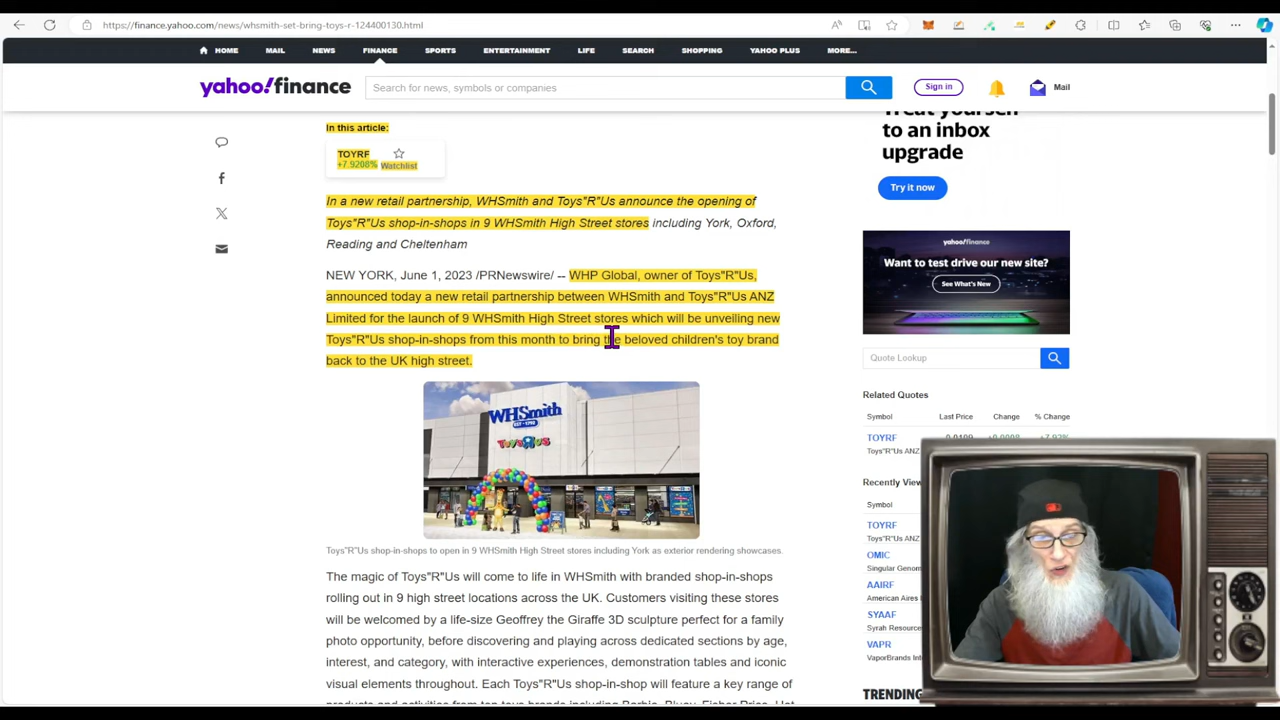 https://finance.yahoo.com/news/whsmith-set-bring-toys-r-124400130.html
HOME MAIL NEWS FINANCE SPORTS ENTERTAINMENT LIFE SEARCH SHOPPING YAHOO PLUS MORE...
yahoo!finance
Search for news, symbols or companies
Sign in
Mail
In this article:
TOYRF
+7.9208% Watchlist
In a new retail partnership, WHSmith and Toys"R"Us announce the opening of
Toys"R"Us shop-in-shops in 9 WHSmith High Street stores including York, Oxford,
Reading and Cheltenham
NEW YORK, June 1, 2023 /PRNewswire/ -- WHP Global, owner of Toys"R"Us,
announced today a new retail partnership between WHSmith and Toys"R"Us ANZ
Limited for the launch of 9 WHSmith High Street stores which will be unveiling new
Toys"R"Us shop-in-shops from this month to bring the beloved children's toy brand
back to the UK high street.
WHSmith
EST - 1792
TOYS"R"US
Toys"R"Us shop-in-shops to open in 9 WHSmith High Street stores including York as exterior rendering showcases.
The magic of Toys"R"Us will come to life in WHSmith with branded shop-in-shops
rolling out in 9 high street locations across the UK. Customers visiting these stores
will be welcomed by a life-size Geoffrey the Giraffe 3D sculpture perfect for a family
photo opportunity, before discovering and playing across dedicated sections by age,
interest, and category, with interactive experiences, demonstration tables and iconic
visual elements throughout. Each Toys"R"Us shop-in-shop will feature a key range of
products and activities from top toys brands including Barbie, Bluey, Fisher Price, Hot
Treat yourself
to an inbox
upgrade
Try it now
yahoo!finance
Want to test drive our new site?
See What's New
Quote Lookup
Related Quotes
Symbol Last Price Change % Change
TOYRF 0.0109 +0.0008 +7.92%
Toys"R"Us ANZ
Recently View
Symbol
TOYRF
Toys"R"Us ANZ
OMIC
Singular Genom
AAIRF
American Aires I
SYAAF
Syrah Resource
VAPR
VaporBrands Int
TRENDING